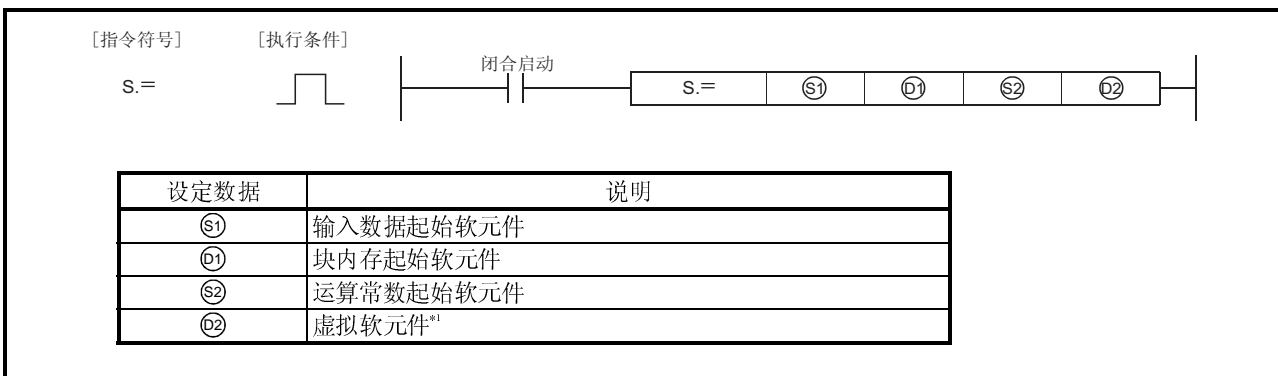 [指令符号] [执行条件]
闭合启动
S.= S.= S1 D1 S2 D2
设定数据 说明
S1 输入数据起始软元件
D1 块内存起始软元件
S2 运算常数起始软元件
D2 虚拟软元件*1